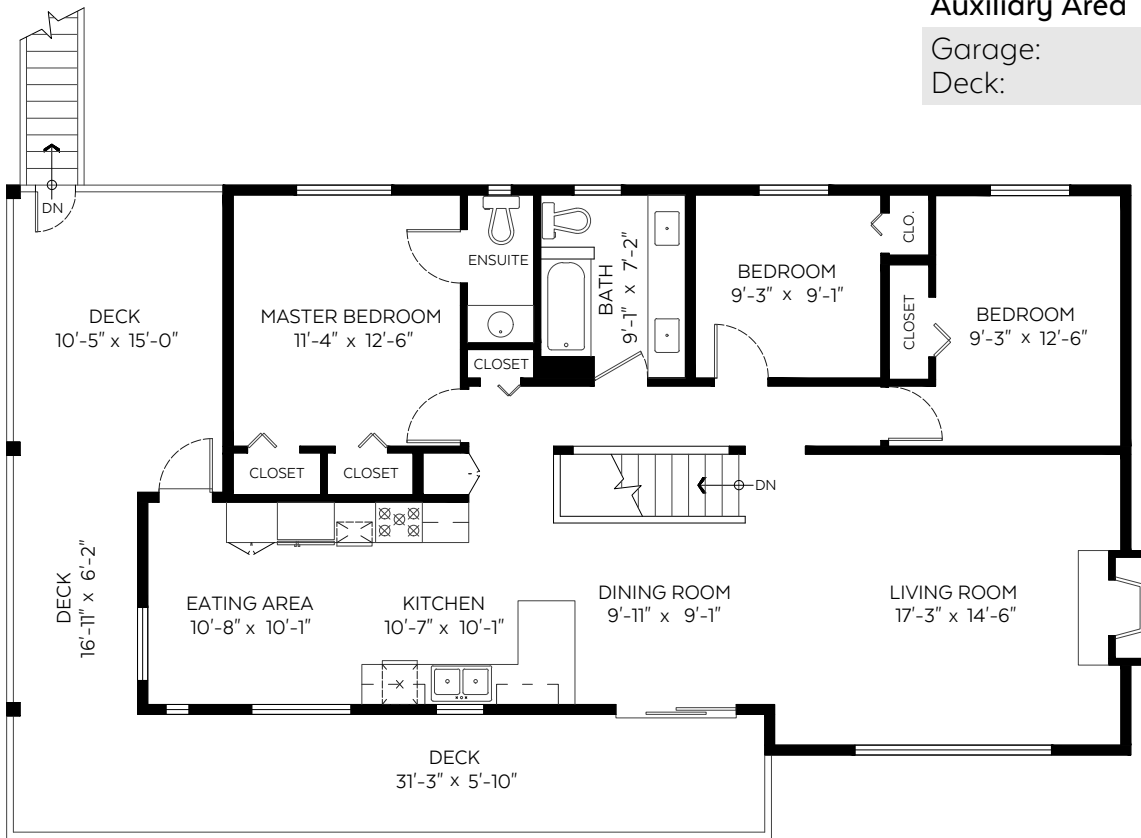 Auxiliary Area
Garage:
Deck:
DN
DECK
10'-5" x 15'-0"
MASTER BEDROOM
11'-4" x 12'-6"
ENSUITE
CLOSET
BATH
9'-1" x 7'-2"
BEDROOM
9'-3" x 9'-1"
CLO.
CLOSET
BEDROOM
9'-3" x 12'-6"
CLOSET
CLOSET
DN
DECK
16'-11" x 6'-2"
EATING AREA
10'-8" x 10'-1"
KITCHEN
10'-7" x 10'-1"
DINING ROOM
9'-11" x 9'-1"
LIVING ROOM
17'-3" x 14'-6"
DECK
31'-3" x 5'-10"